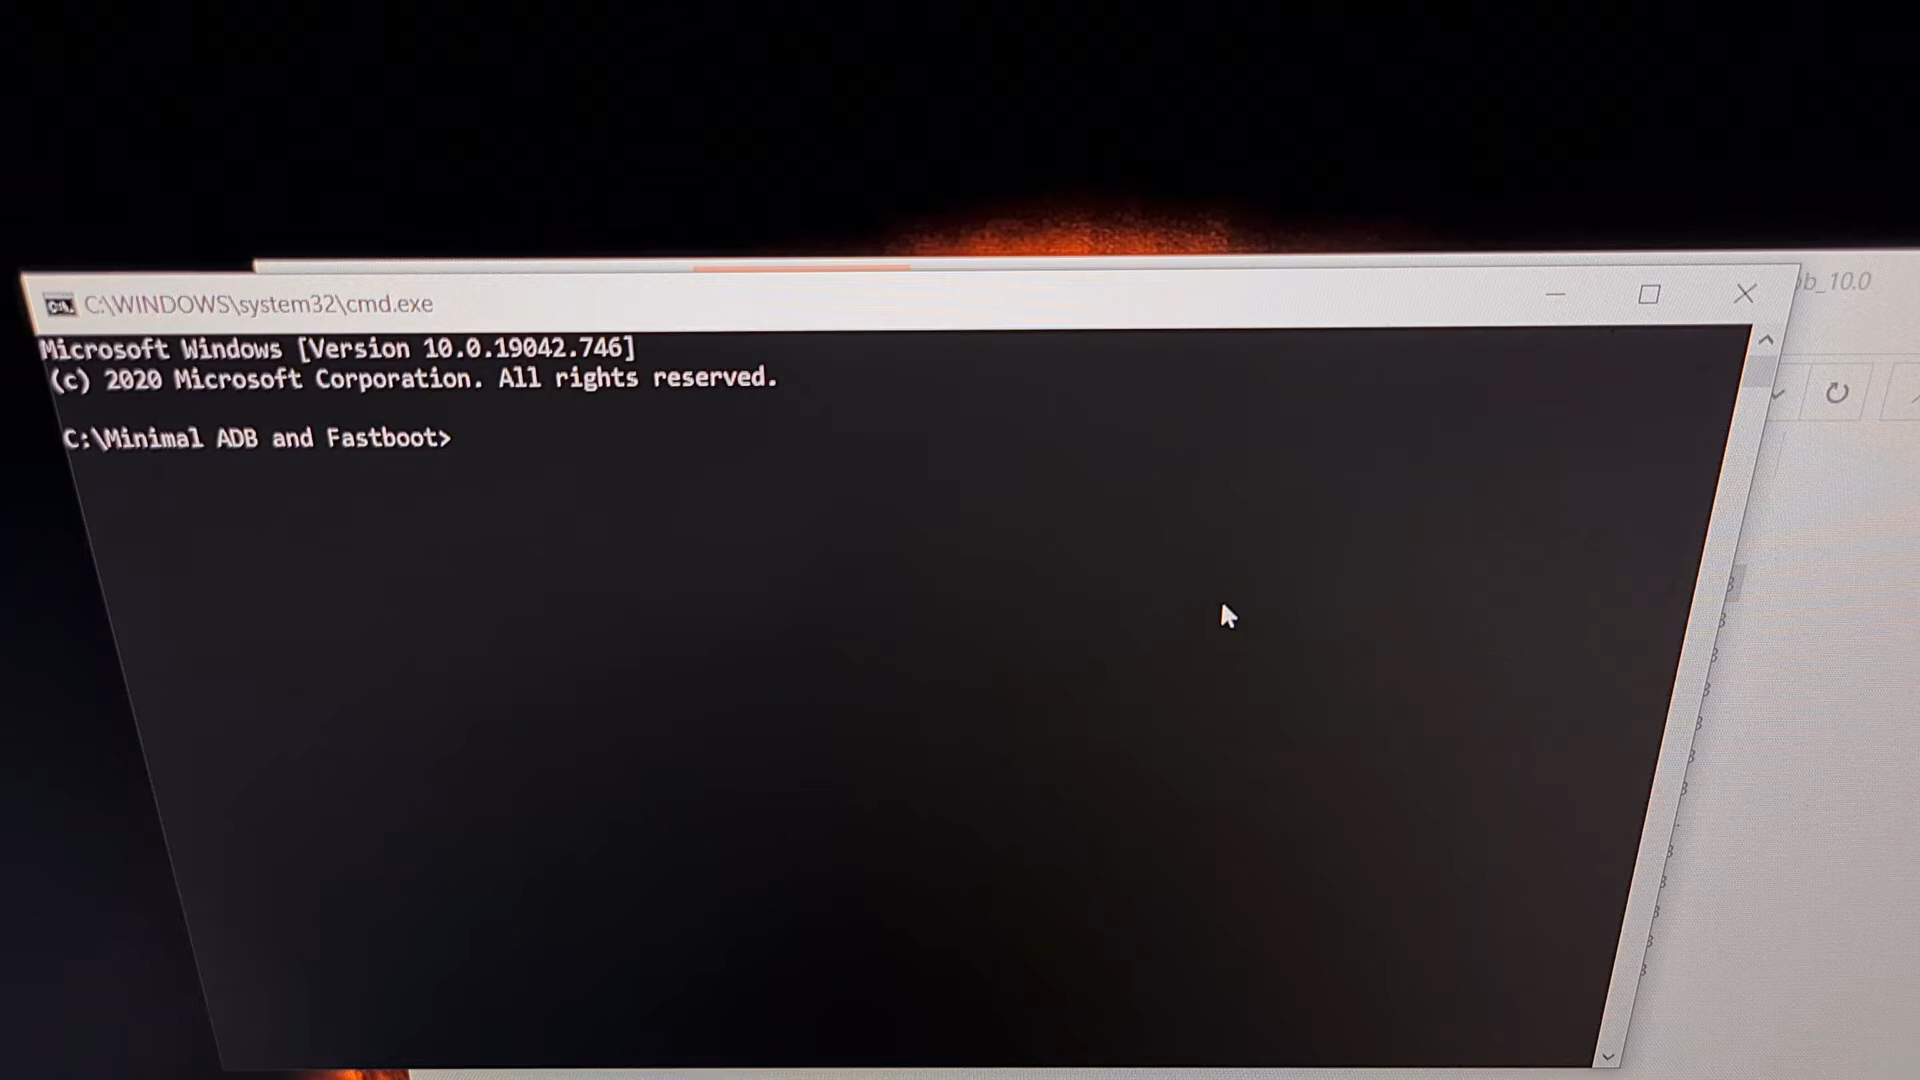 C:\WINDOWS\system32\cmd.exe
b_10.0
Microsoft Windows [Version 10.0.19042.746]
(c) 2020 Microsoft Corporation. All rights reserved.
C:\Minimal ADB and Fastboot>